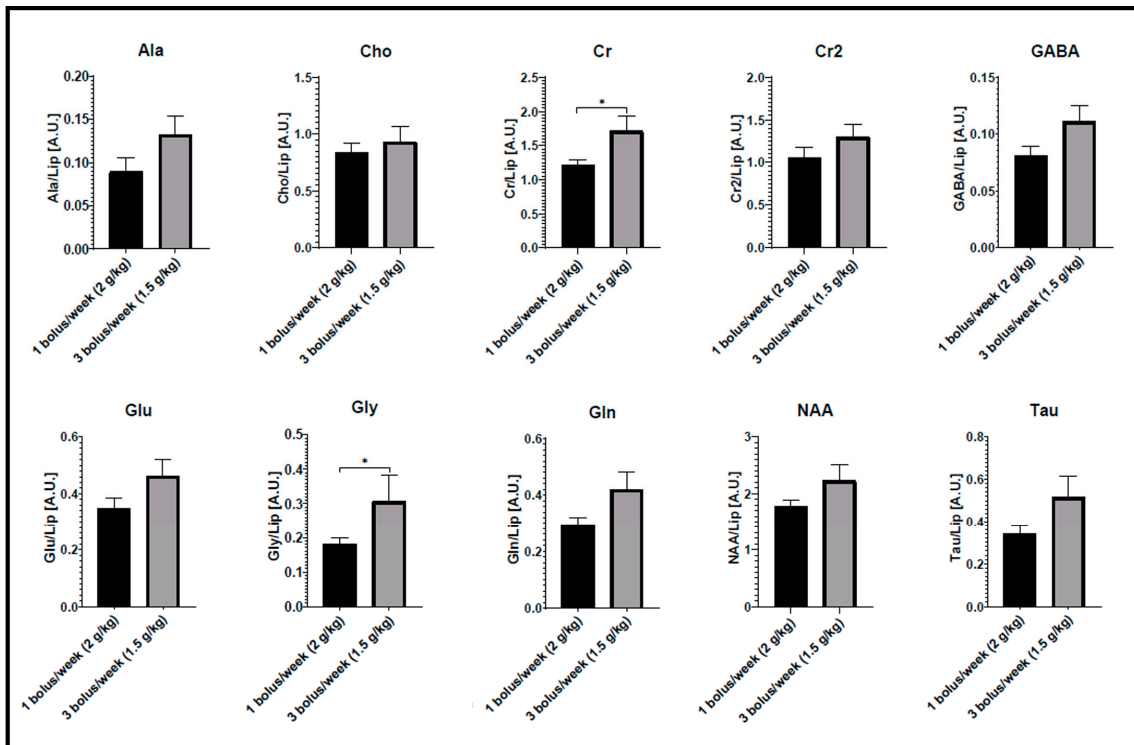 Ala
Ala/Lip [A.U.]
0.20
0.15
0.10
0.05
0.00
1 bolus/week (2 g/kg)
3 bolus/week (1.5 g/kg)
Cho
Cho/Lip [A.U.]
1.5
1.0
0.5
0.0
1 bolus/week (2 g/kg)
3 bolus/week (1.5 g/kg)
Cr
Cr/Lip [A.U.]
2.5
2.0
1.5
1.0
0.5
0.0
*
1 bolus/week (2 g/kg)
3 bolus/week (1.5 g/kg)
Cr2
Cr2/Lip [A.U.]
2.0
1.5
1.0
0.5
0.0
1 bolus/week (2 g/kg)
3 bolus/week (1.5 g/kg)
GABA
GABA/Lip [A.U.]
0.15
0.10
0.05
0.00
1 bolus/week (2 g/kg)
3 bolus/week (1.5 g/kg)
Glu
Glu/Lip [A.U.]
0.6
0.4
0.2
0.0
1 bolus/week (2 g/kg)
3 bolus/week (1.5 g/kg)
Gly
Gly/Lip [A.U.]
0.5
0.4
0.3
0.2
0.1
0.0
*
1 bolus/week (2 g/kg)
3 bolus/week (1.5 g/kg)
Gln
Gln/Lip [A.U.]
0.6
0.4
0.2
0.0
1 bolus/week (2 g/kg)
3 bolus/week (1.5 g/kg)
NAA
NAA/Lip [A.U.]
3
2
1
0
1 bolus/week (2 g/kg)
3 bolus/week (1.5 g/kg)
Tau
Tau/Lip [A.U.]
0.8
0.6
0.4
0.2
0.0
1 bolus/week (2 g/kg)
3 bolus/week (1.5 g/kg)